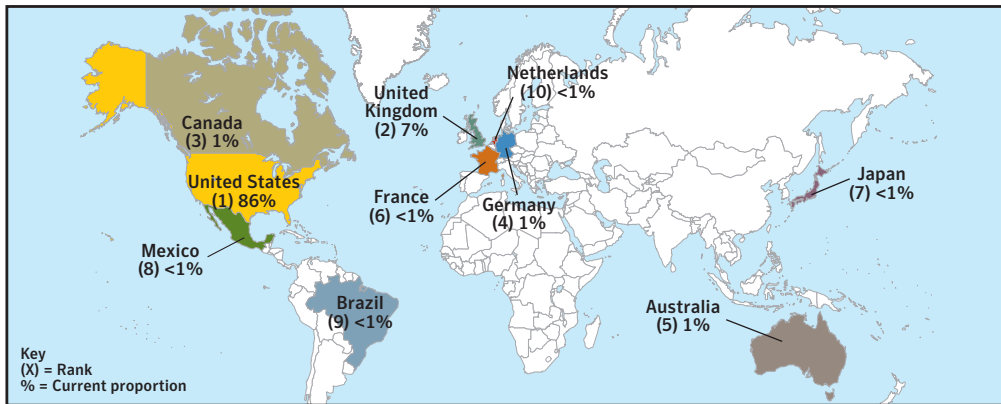 Netherlands
(10) <1%
United
Kingdom
(2) 7%
Canada
(3) 1%
United States
(1) 86%
France
(6) <1%
Germany
(4) 1%
Japan
(7) <1%
Mexico
(8) <1%
Brazil
(9) <1%
Australia
(5) 1%
Key
(X) = Rank
% = Current proportion